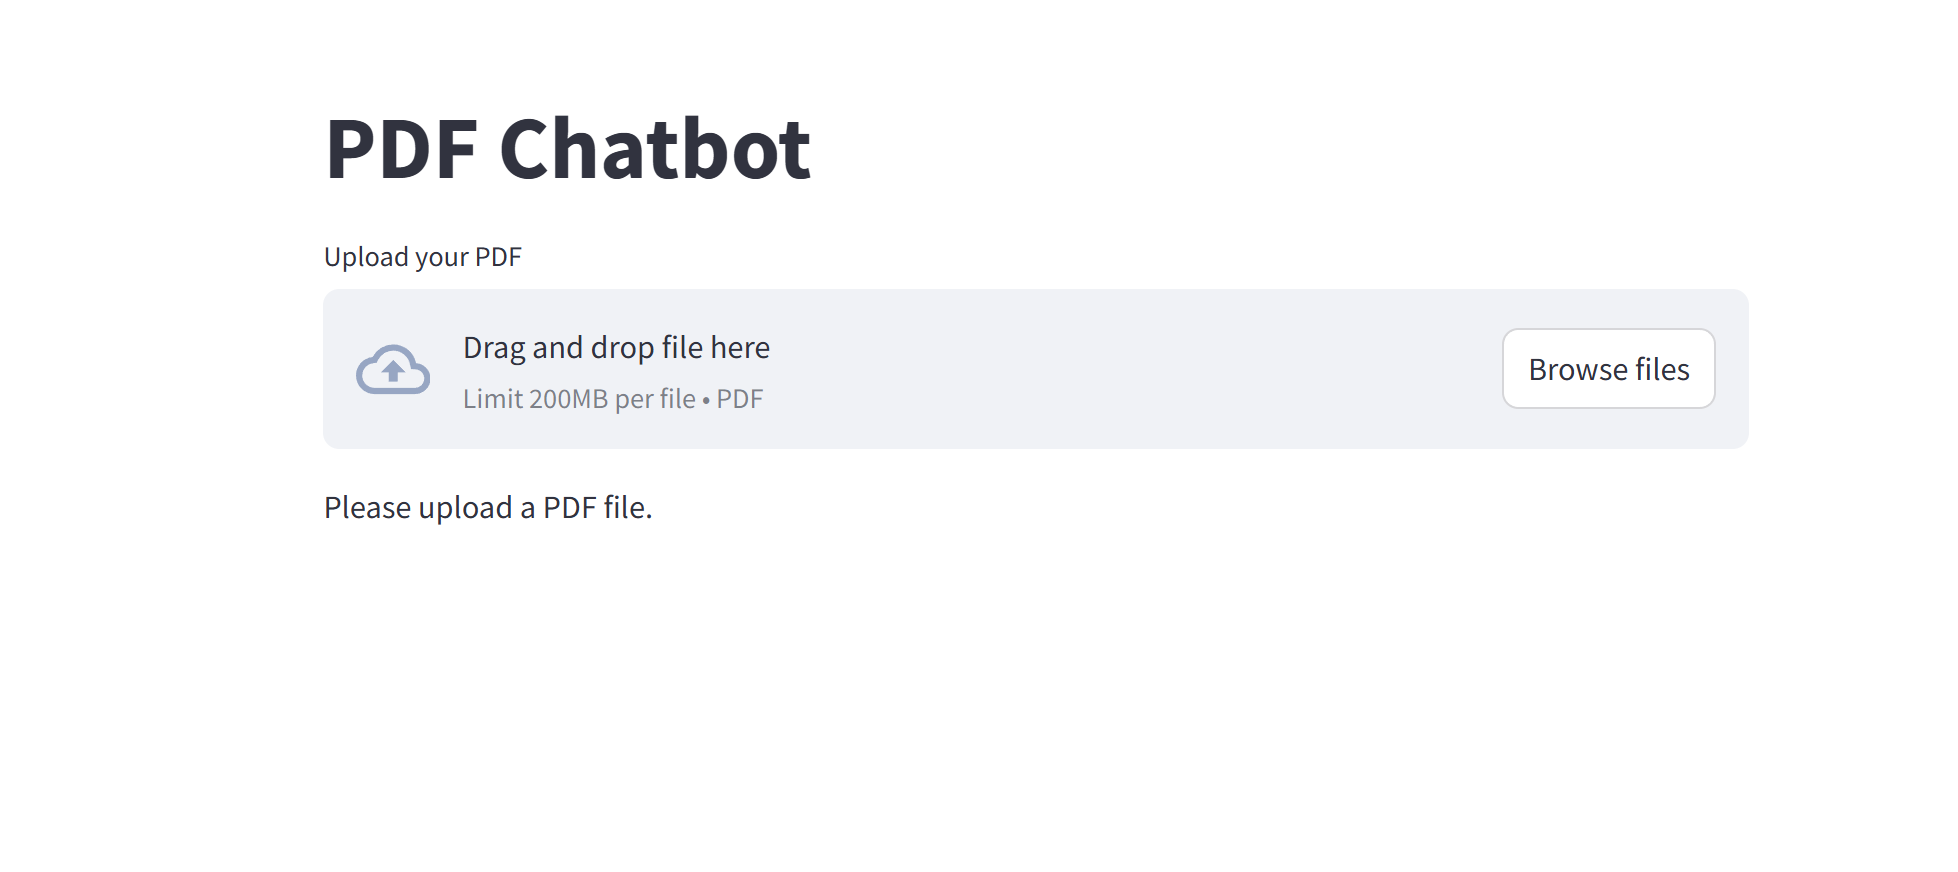 PDF Chatbot
Upload your PDF
Drag and drop file here
Limit 200MB per file • PDF
Browse files
Please upload a PDF file.